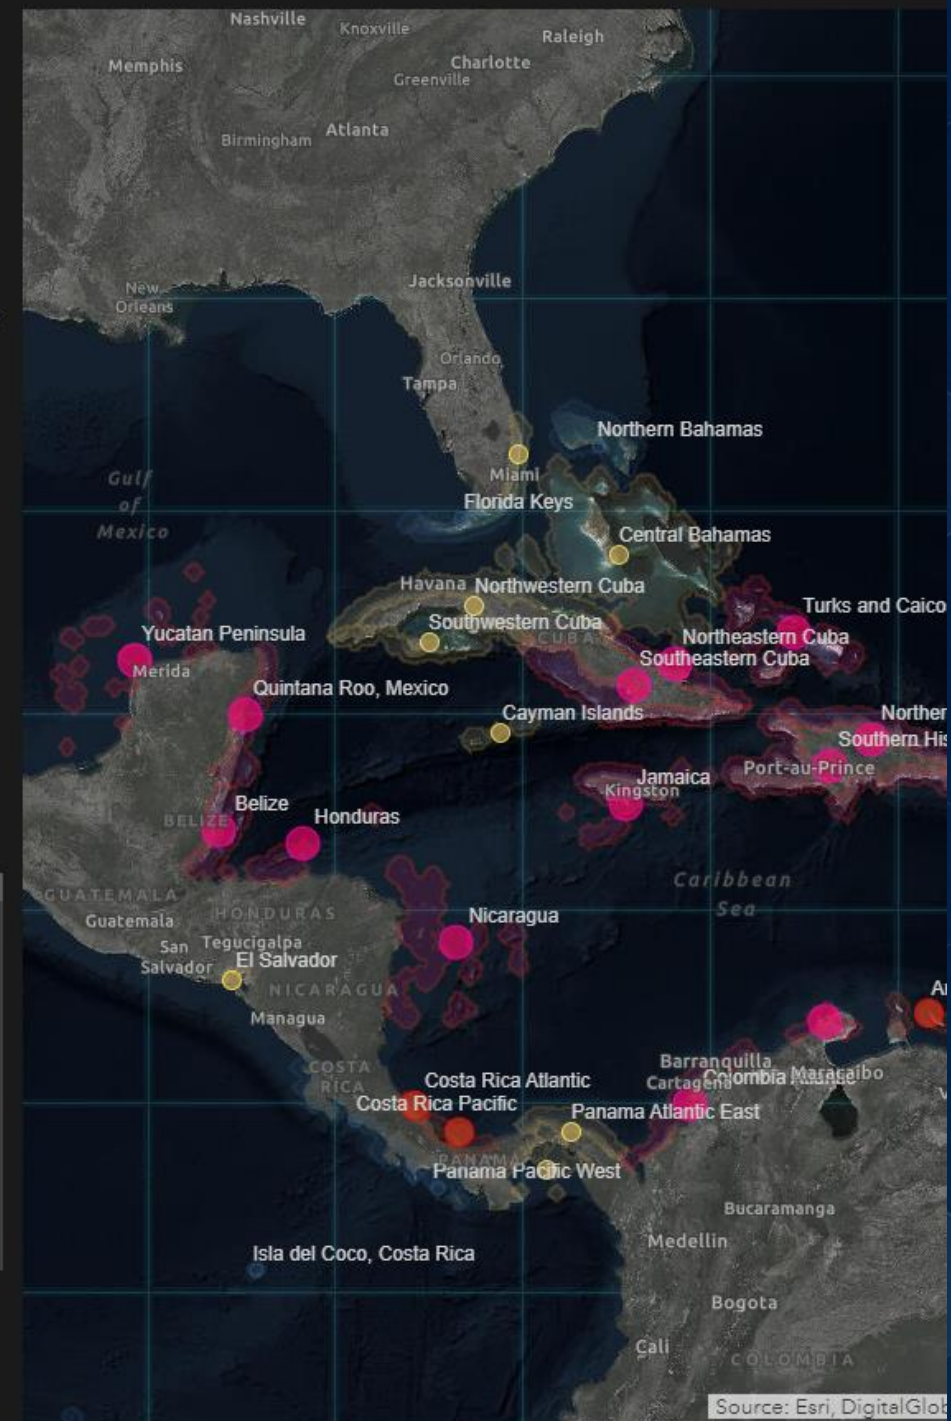 Nashville
Knoxville
Raleigh
Memphis
Charlotte
Greenville
Birmingham
Atlanta
Jacksonville
New
Orleans
Orlando
Tampa
Northern Bahamas
Miami
Gulf
of
Mexico
Florida Keys
Central Bahamas
Havana
Northwestern Cuba
Turks and Caico
Southwestern Cuba
CUBA
Northeastern Cuba
Yucatan Peninsula
Southeastern Cuba
Merida
Quintana Roo, Mexico
Cayman Islands
Norther
Southern His
Port-au-Prince
Jamaica
Kingston
Belize
BELIZE
Honduras
Caribbean
Sea
GUATEMALA
Guatemala
HONDURAS
Nicaragua
San
Salvador
Tegucigalpa
El Salvador
NICARAGUA
Managua
Barranquilla
COSTA
RICA
Costa Rica Atlantic
Cartagena
Maracaibo
Costa Rica Pacific
Panama Atlantic East
PANAMA
Panama Pacific West
Bucaramanga
Medellin
Isla del Coco, Costa Rica
Bogota
Cali
COLOMBIA
Source: Esri, DigitalGlob